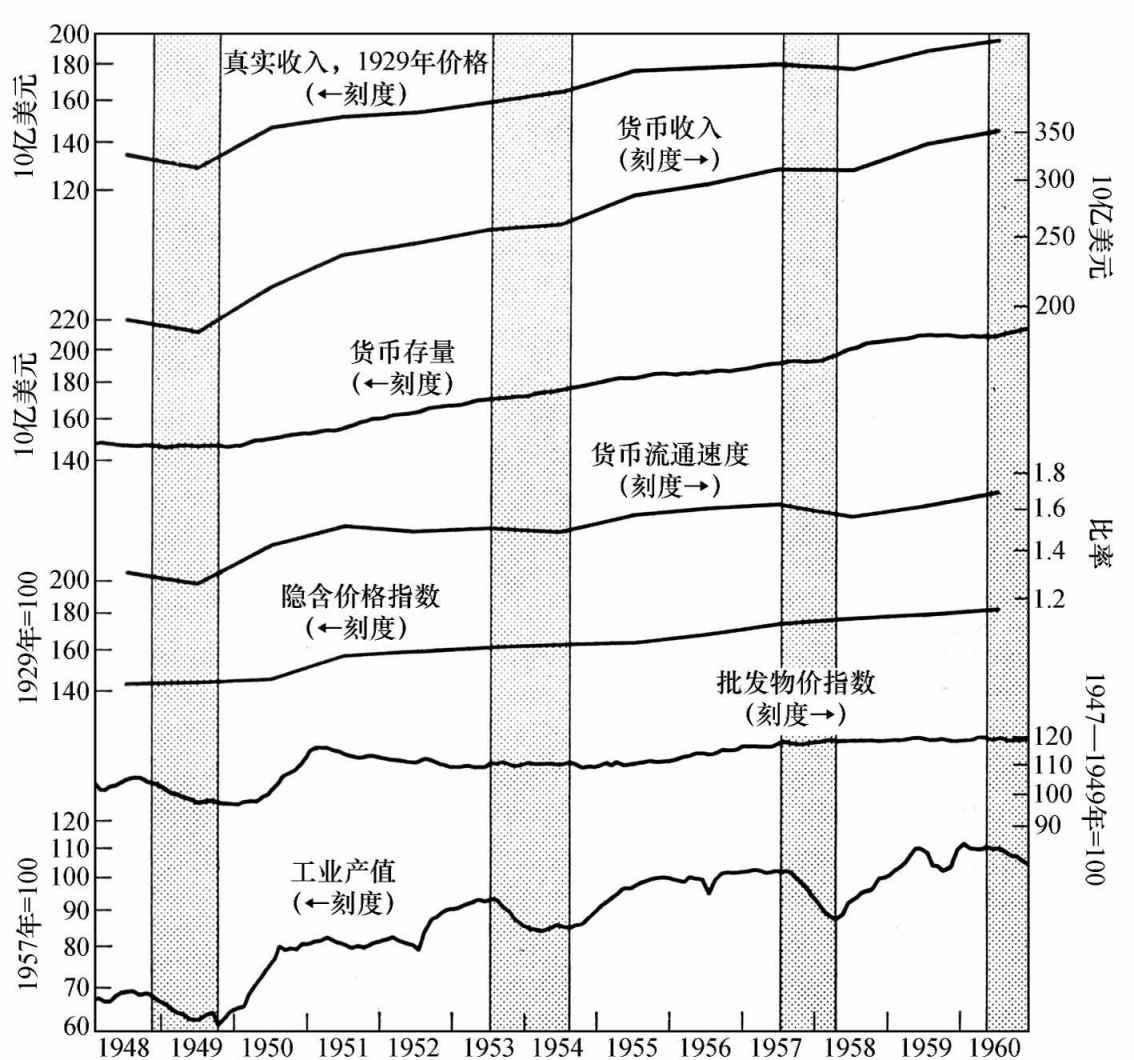 200
180
160
140
120
10亿美元
真实收入，1929年价格
（←刻度）
货币收入
（刻度→）
350
300
250
200
10亿美元
220
200
180
160
140
10亿美元
货币存量
（←刻度）
货币流通速度
（刻度→）
1.8
1.6
1.4
1.2
比率
200
180
160
140
1929年=100
隐含价格指数
（←刻度）
批发物价指数
（刻度→）
120
110
100
90
1947—1949年=100
120
110
100
90
80
70
60
1957年=100
工业产值
（←刻度）
1948 1949 1950 1951 1952 1953 1954 1955 1956 1957 1958 1959 1960